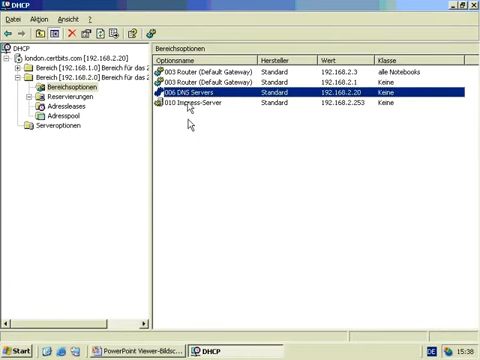 DHCP
Datei Aktion Ansicht ?
DHCP
london.certbits.com [192.168.2.20]
Bereich [192.168.1.0] Bereich für das 2
Bereich [192.168.2.0] Bereich für das 2
Bereichsoptionen
Reservierungen
Adressleases
Adresspool
Serveroptionen
Bereichsoptionen
Optionsname Hersteller Wert Klasse
003 Router (Default Gateway) Standard 192.168.2.3 alle Notebooks
003 Router (Default Gateway) Standard 192.168.2.1 Keine
006 DNS Servers Standard 192.168.2.20 Keine
010 Impress-Server Standard 192.168.2.253 Keine
Start PowerPoint Viewer-Bildsc... DHCP DE 15:38